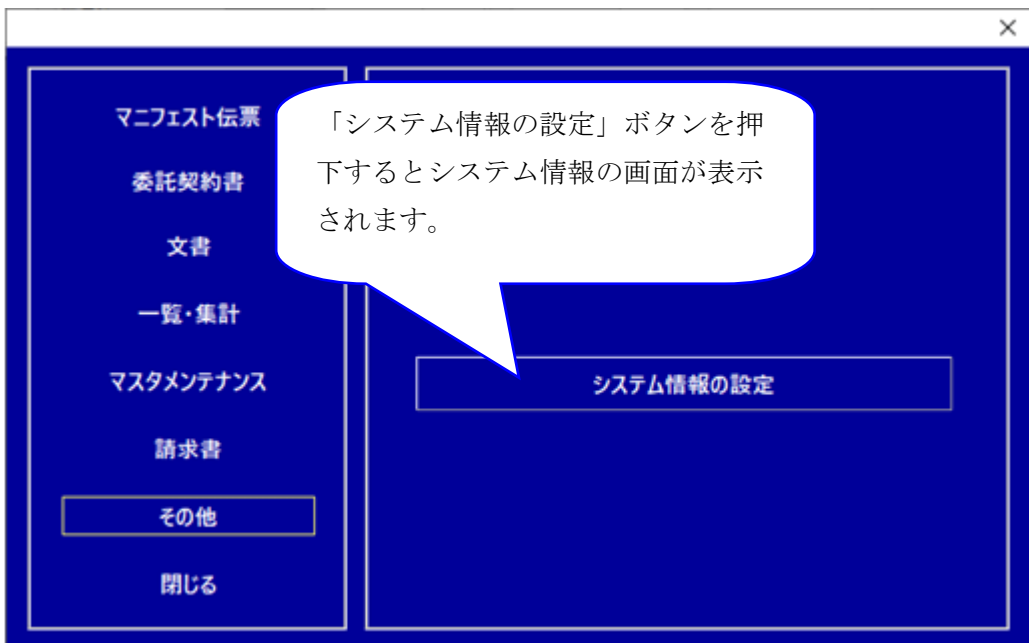 マニフェスト伝票
委託契約書
文書
一覧・集計
マスタメンテナンス
請求書
その他
閉じる
「システム情報の設定」ボタンを押
下するとシステム情報の画面が表示
されます。
システム情報の設定